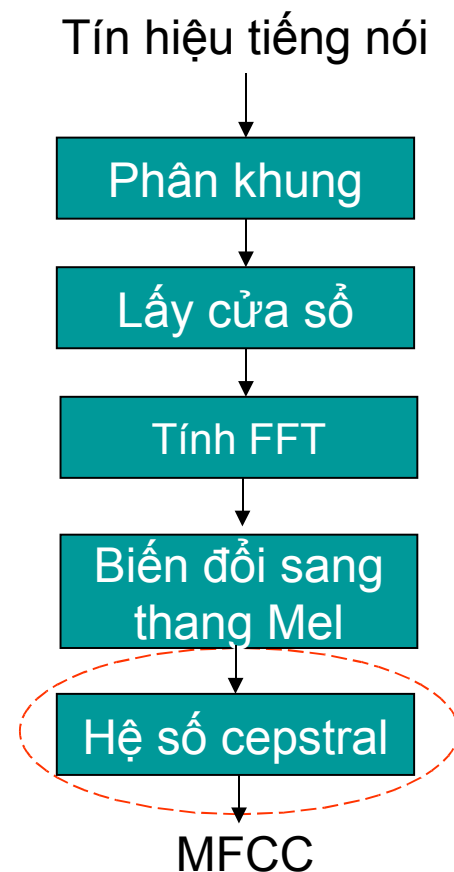 Tín hiệu tiếng nói
Phân khung
Lấy cửa sổ
Tính FFT
Biến đổi sang
thang Mel
Hệ số cepstral
MFCC